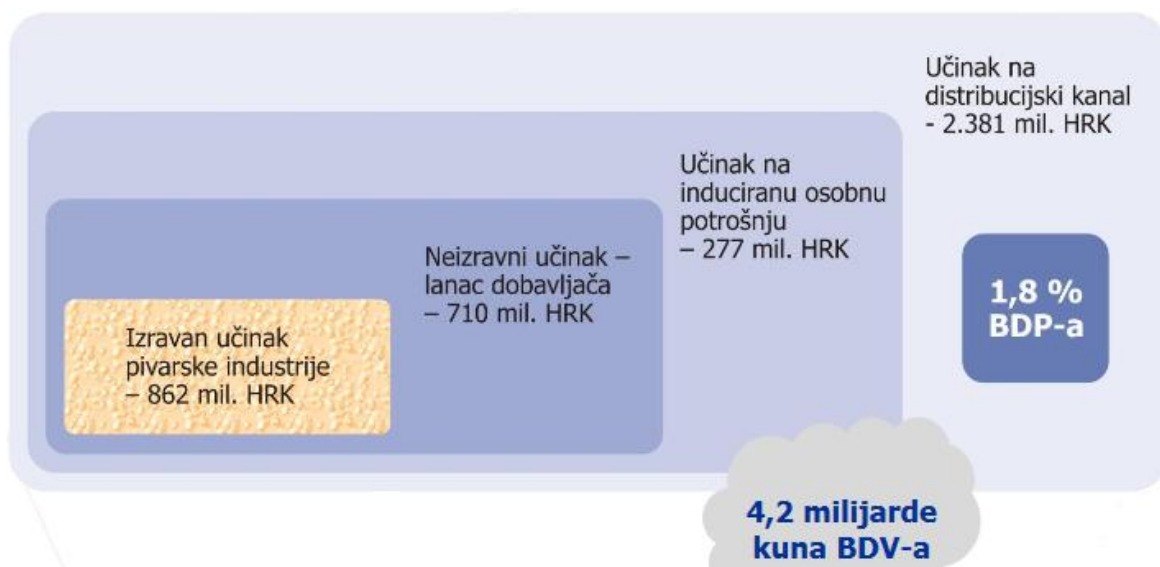 Učinak na
distribucijski kanal
- 2.381 mil. HRK
Učinak na
induciranu osobnu
potrošnju
– 277 mil. HRK
Neizravni učinak –
lanac dobavljača
– 710 mil. HRK
Izravan učinak
pivarske industrije
– 862 mil. HRK
1,8 %
BDP-a
4,2 milijarde
kuna BDV-a